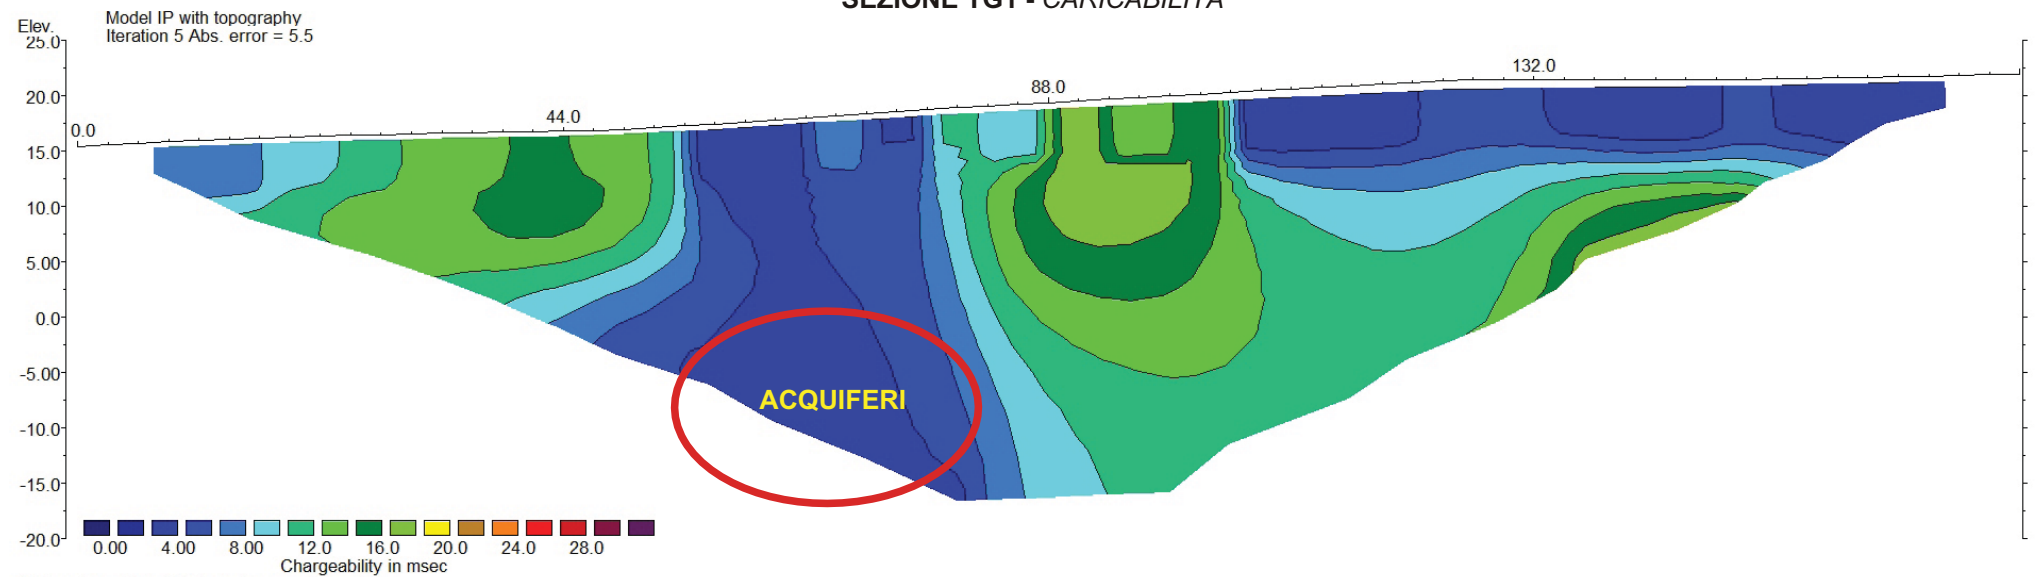 SEZIONE TG1 - CARICABILITA'
Model IP with topography
Iteration 5 Abs. error = 5.5
Elev.
25.0
20.0
15.0
10.0
5.00
0.0
-5.00
-10.0
-15.0
-20.0
0.0
44.0
88.0
132.0
ACQUIFERI
0.00 4.00 8.00 12.0 16.0 20.0 24.0 28.0
Chargeability in msec